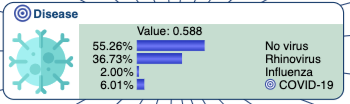 Disease
Value: 0.588
55.26% No virus
36.73% Rhinovirus
2.00% Influenza
6.01% COVID-19